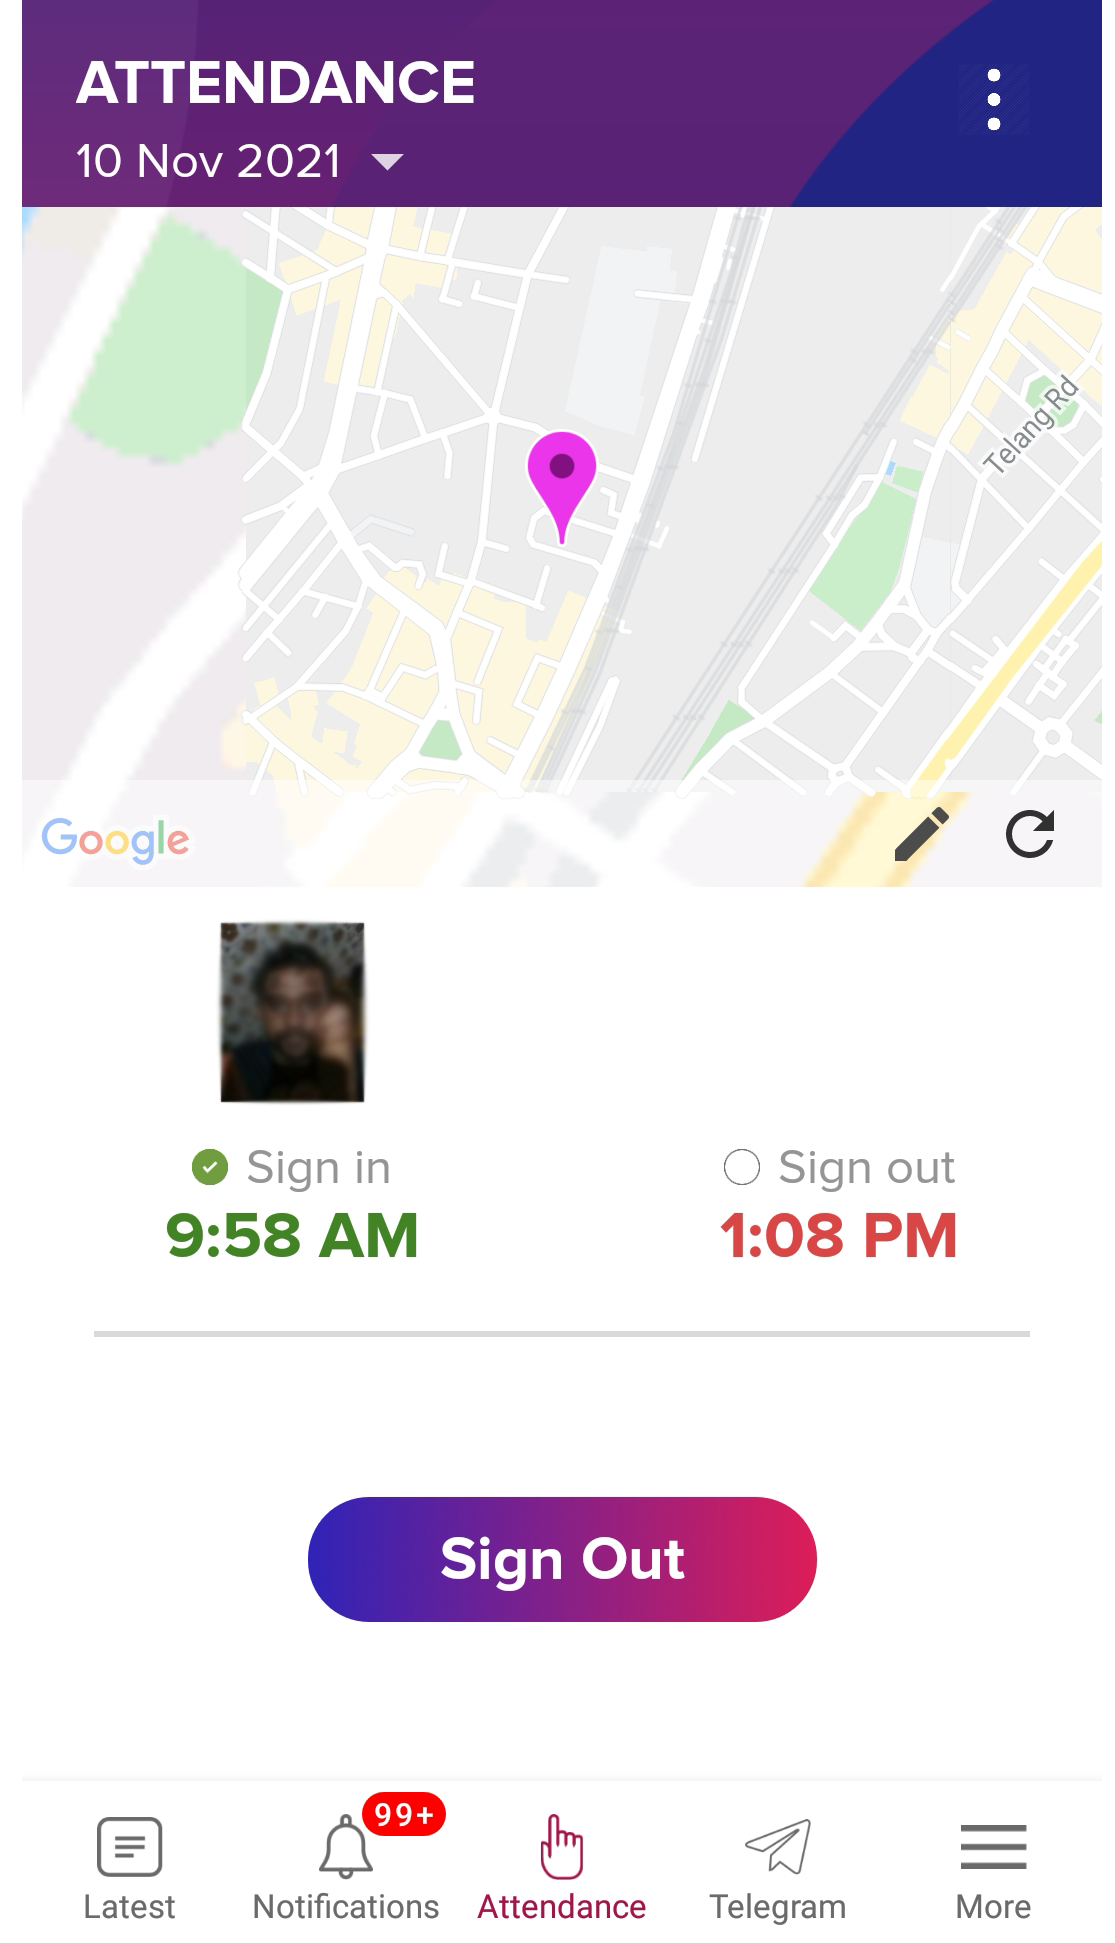 ATTENDANCE
10 Nov 2021
Telang Rd
Google
Sign in
Sign out
9:58 AM
1:08 PM
Sign Out
99+
Latest
Notifications
Attendance
Telegram
More